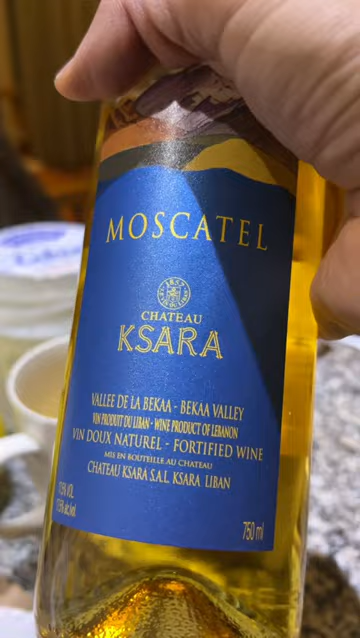 MOSCATEL
1857
CHATEAU
KSARA
VALLEE DE LA BEKAA - BEKAA VALLEY
VIN PRODUIT DU LIBAN - WINE PRODUCT OF LEBANON
VIN DOUX NATUREL - FORTIFIED WINE
MIS EN BOUTEILLE AU CHATEAU
CHATEAU KSARA S.A.L. KSARA LIBAN
750 ml